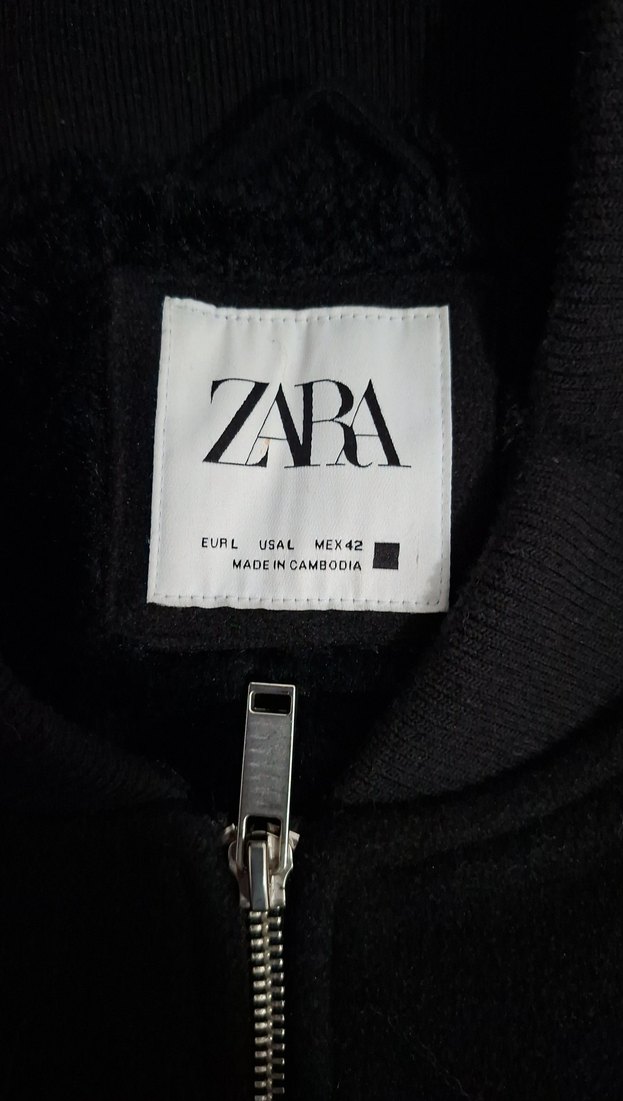 ZARA
EUR L USA L MEX 42
MADE IN CAMBODIA